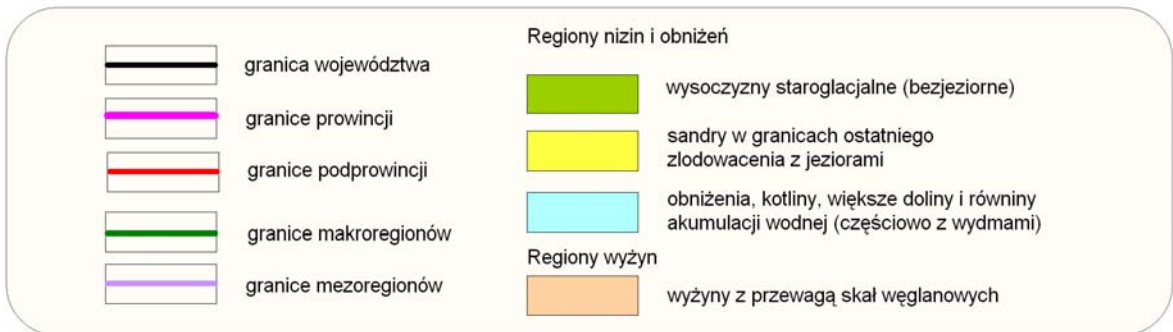 granica województwa
granice prowincji
granice podprowincji
granice makroregionów
granice mezoregionów
Regiony nizin i obniżeń
wysoczyzny staroglacjalne (bezjeziorne)
sandry w granicach ostatniego
zlodowacenia z jeziorami
obniżenia, kotliny, większe doliny i równiny
akumulacji wodnej (częściowo z wydmami)
Regiony wyżyn
wyżyny z przewagą skał węglanowych